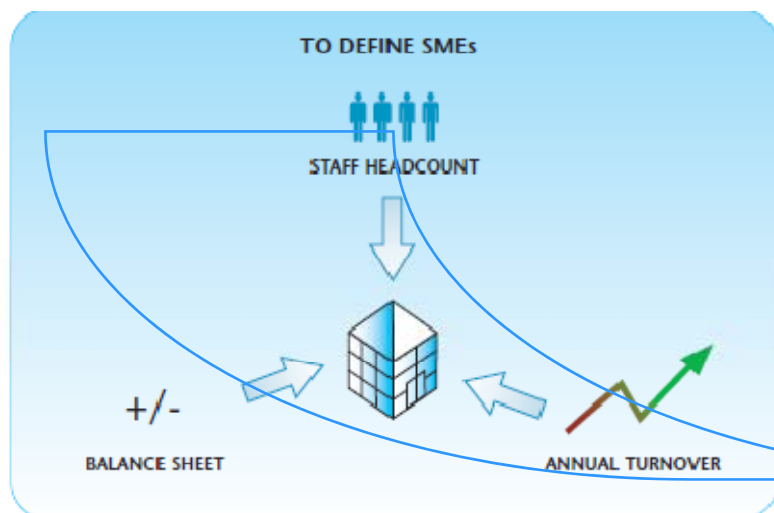 TO DEFINE SMEs
STAFF HEADCOUNT
+/-
BALANCE SHEET
ANNUAL TURNOVER